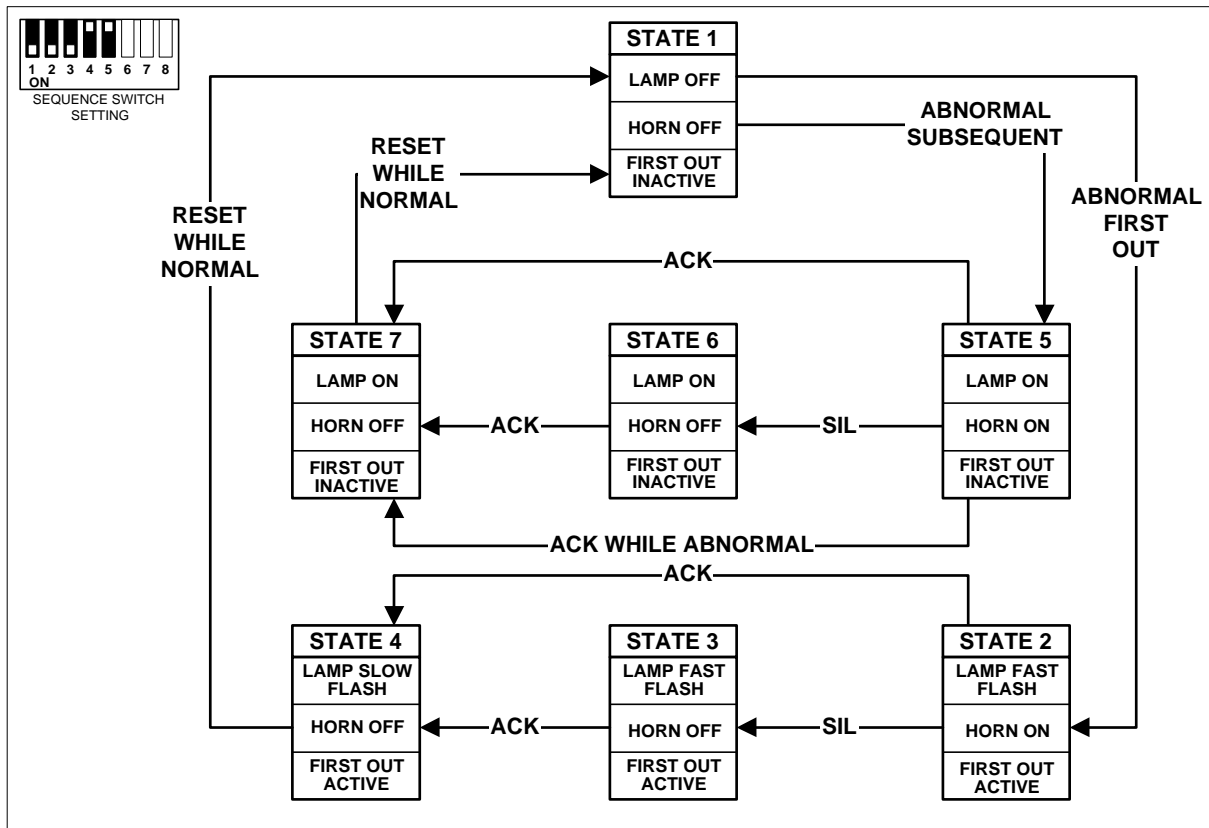 1 2 3 4 5 6 7 8
ON
SEQUENCE SWITCH
SETTING
STATE 1
LAMP OFF
HORN OFF
FIRST OUT
INACTIVE
ABNORMAL
SUBSEQUENT
ABNORMAL
FIRST
OUT
RESET
WHILE
NORMAL
RESET
WHILE
NORMAL
ACK
STATE 7
LAMP ON
HORN OFF
FIRST OUT
INACTIVE
ACK
STATE 6
LAMP ON
HORN OFF
FIRST OUT
INACTIVE
SIL
STATE 5
LAMP ON
HORN ON
FIRST OUT
INACTIVE
ACK WHILE ABNORMAL
ACK
STATE 4
LAMP SLOW
FLASH
HORN OFF
FIRST OUT
ACTIVE
ACK
STATE 3
LAMP FAST
FLASH
HORN OFF
FIRST OUT
ACTIVE
SIL
STATE 2
LAMP FAST
FLASH
HORN ON
FIRST OUT
ACTIVE